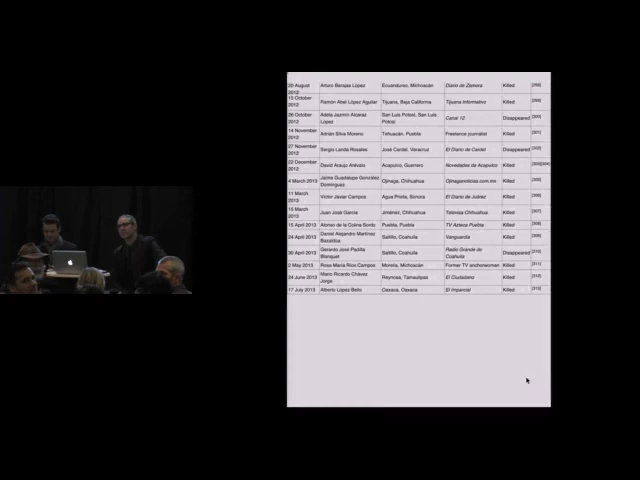 20 August 2012 Arturo Barajas López Ecuandureo, Michoacán Diario de Zamora Killed
15 October 2012 Ramón Abel López Aguilar Tijuana, Baja California Tijuana Informativo Killed
26 October 2012 Adela Jazmín Alcaraz López San Luis Potosí, San Luis Potosí Canal 12 Disappeared
14 November 2012 Adrián Silva Moreno Tehuacán, Puebla Freelance journalist Killed [301]
27 November 2012 Sergio Landa Rosales José Cardel, Veracruz El Diario de Cardel Disappeared
22 December 2012 David Araujo Arévalo Acapulco, Guerrero Novedades de Acapulco Killed
4 March 2013 Jaime Guadalupe González Domínguez Ojinaga, Chihuahua Ojinaganoticias.com.mx Killed
11 March 2013 Víctor Javier Campos Agua Prieta, Sonora El Diario de Juárez Killed
15 March 2013 Juan José García Jiménez, Chihuahua Televisa Chihuahua Killed [307]
15 April 2013 Alonso de la Colina Sordo Puebla, Puebla TV Azteca Puebla Killed
24 April 2013 Daniel Alejandro Martínez Bazaldúa Saltillo, Coahuila Vanguardia Killed
30 April 2013 Gerardo José Padilla Blanquet Saltillo, Coahuila Radio Grande de Coahuila Disappeared [310]
2 May 2013 Rosa María Ríos Campos Morelia, Michoacán Former TV anchorwoman Killed [311]
24 June 2013 Mario Ricardo Chávez Jorge Reynosa, Tamaulipas El Ciudadano Killed [312]
17 July 2013 Alberto López Bello Oaxaca, Oaxaca El Imparcial Killed [313]